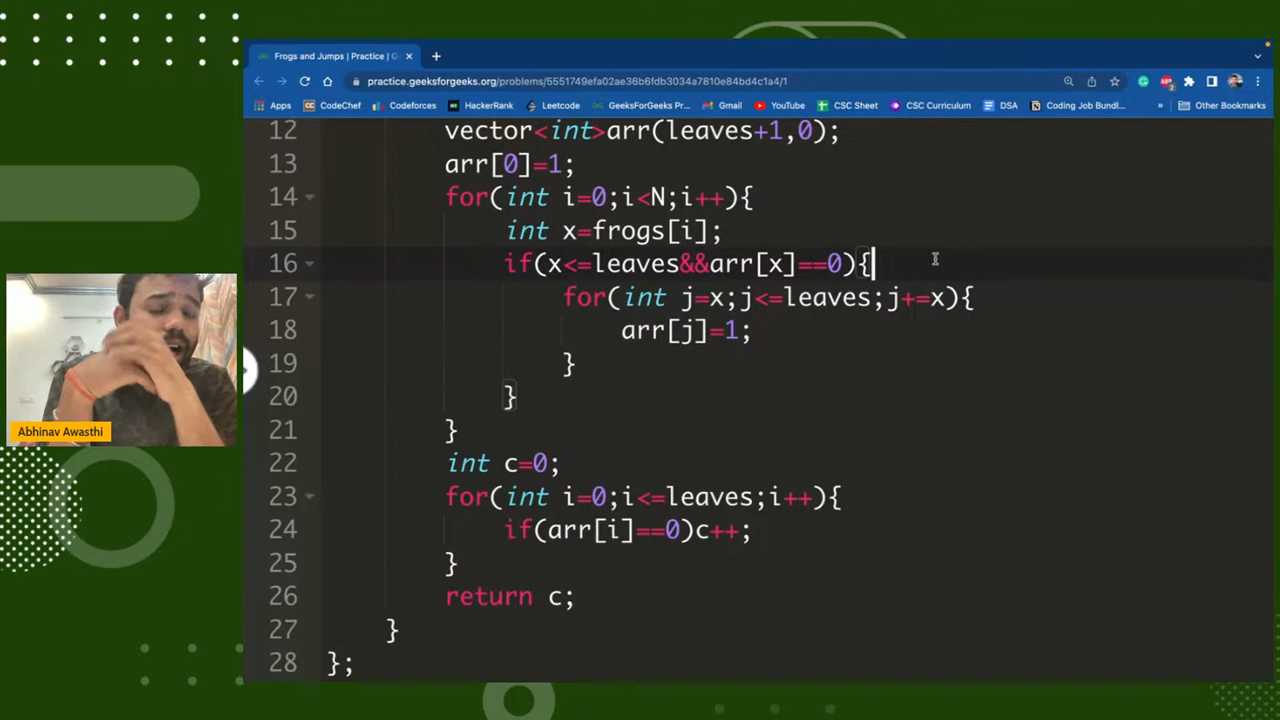 Frogs and Jumps | Practice | G
practice.geeksforgeeks.org/problems/5551749efa02ae36b6fdb3034a7810e84bd4c1a4/1
Apps CodeChef Codeforces HackerRank Leetcode GeeksForGeeks Pr... Gmail YouTube CSC Sheet CSC Curriculum DSA Coding Job Bundl... » Other Bookmarks
12 vector<int>arr(leaves+1,0);
13 arr[0]=1;
14 for(int i=0;i<N;i++){
15 int x=frogs[i];
16 if(x<=leaves&&arr[x]==0){
17 for(int j=x;j<=leaves;j+=x){
18 arr[j]=1;
19 }
20 }
21 }
22 int c=0;
23 for(int i=0;i<=leaves;i++){
24 if(arr[i]==0)c++;
25 }
26 return c;
27 }
28 };
Abhinav Awasthi